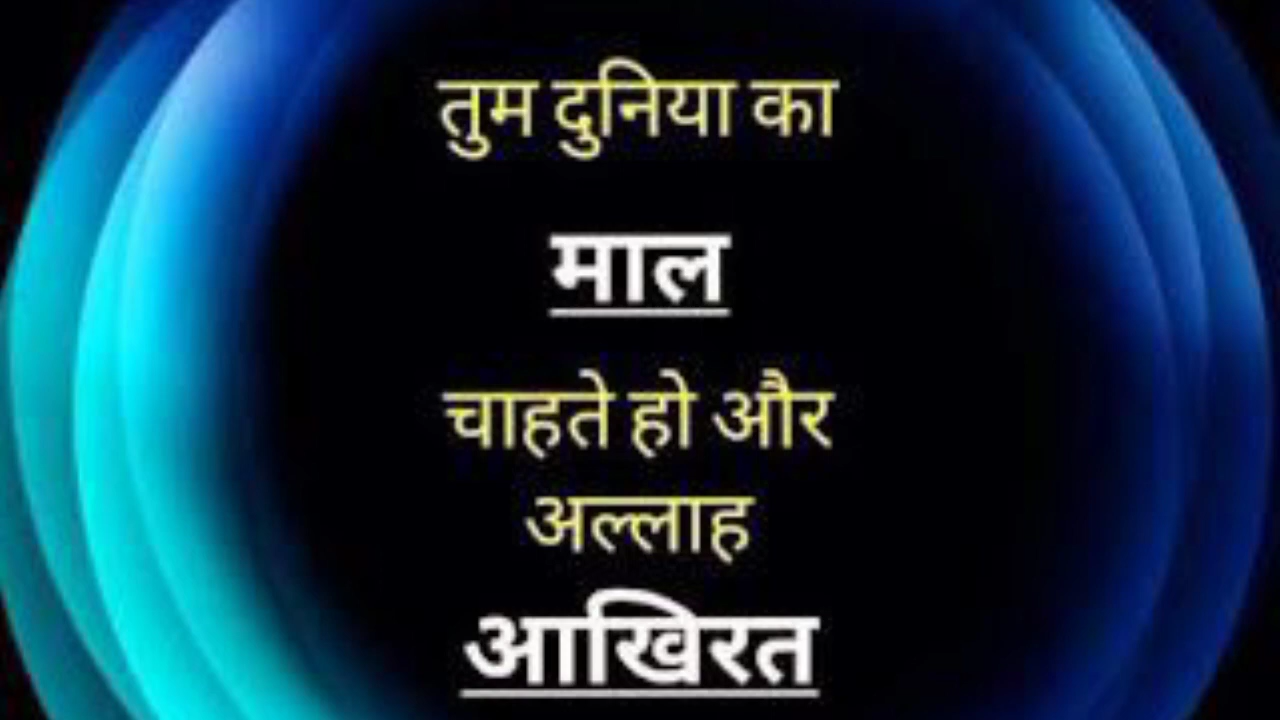 तुम दुनिया का
माल
चाहते हो और
अल्लाह
आखिरत